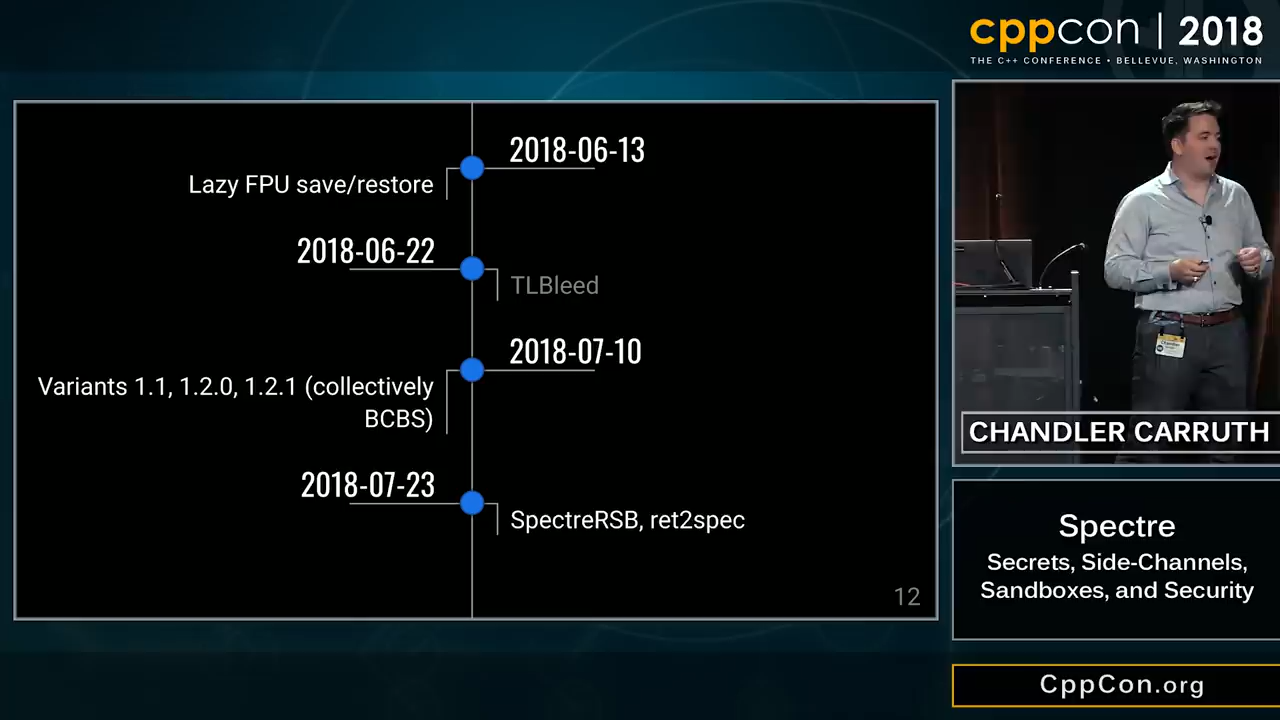 cppcon | 2018
THE C++ CONFERENCE • BELLEVUE, WASHINGTON
2018-06-13
Lazy FPU save/restore
2018-06-22
TLBleed
2018-07-10
Variants 1.1, 1.2.0, 1.2.1 (collectively
BCBS)
2018-07-23
SpectreRSB, ret2spec
12
CHANDLER CARRUTH
Spectre
Secrets, Side-Channels,
Sandboxes, and Security
CppCon.org